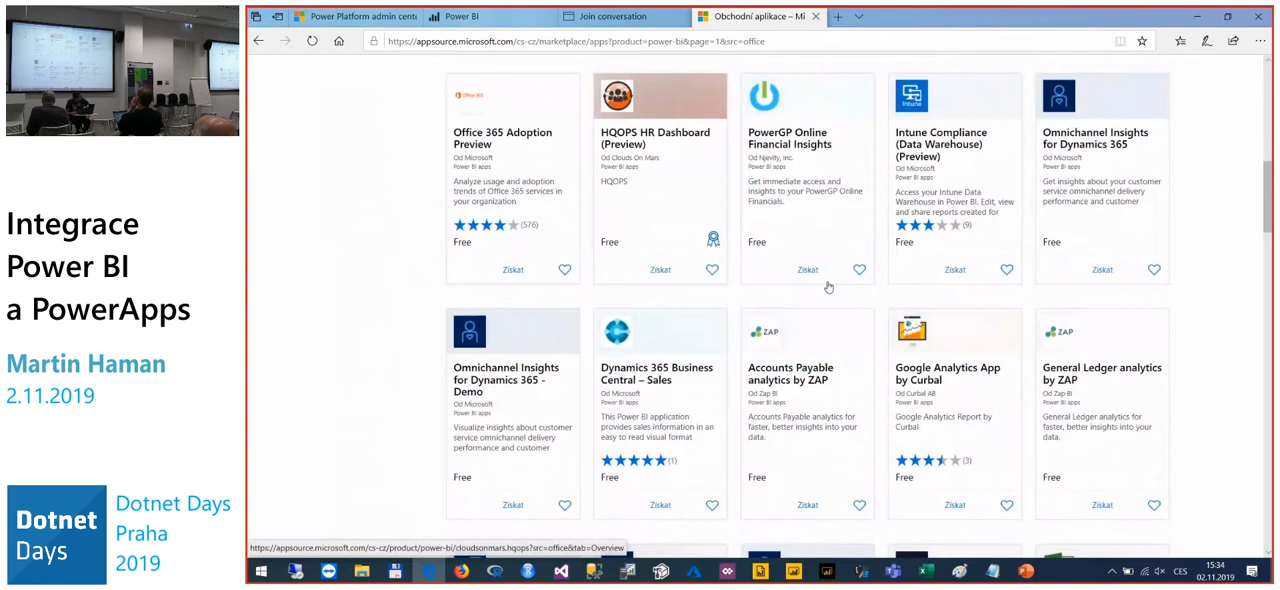 Power Platform admin cent
Power BI
Join conversation
Obchodní aplikace – Mi
https://appsource.microsoft.com/cs-cz/marketplace/apps?product=power-bi&page=1&src=office
Integrace
Power BI
a PowerApps
Martin Haman
2.11.2019
Dotnet
Days
Dotnet Days
Praha
2019
Office 365
Office 365 Adoption
Preview
Od Microsoft
Power BI apps
Analyze usage and adoption
trends of Office 365 services in
your organization.
(576)
Free
Získat
HQOPS HR Dashboard
(Preview)
Od Clouds On Mars
Power BI apps
HQOPS
Free
Získat
PowerGP Online
Financial Insights
Od Njevity, Inc.
Power BI apps
Get immediate access and
insights to your PowerGP Online
Financials.
Free
Získat
Intune
Intune Compliance
(Data Warehouse)
(Preview)
Od Microsoft
Power BI apps
Access your Intune Data
Warehouse in Power BI. Edit, view
and share reports created for
(9)
Free
Získat
Omnichannel Insights
for Dynamics 365
Od Microsoft
Power BI apps
Get insights about your customer
service omnichannel delivery
performance and customer
Free
Získat
Omnichannel Insights
for Dynamics 365 -
Demo
Od Microsoft
Power BI apps
Visualize insights about customer
service omnichannel delivery
performance and customer
Free
Získat
Dynamics 365 Business
Central – Sales
Od Microsoft
Power BI apps
This Power BI application
provides sales information in an
easy to read visual format
(1)
Free
Získat
ZAP
Accounts Payable
analytics by ZAP
Od Zap BI
Power BI apps
Accounts Payable analytics for
faster, better insights into your
data.
Free
Získat
Google Analytics App
by Curbal
Od Curbal AB
Power BI apps
Google Analytics Report by
Curbal
(3)
Free
Získat
ZAP
General Ledger analytics
by ZAP
Od Zap BI
Power BI apps
General Ledger analytics for
faster, better insights into your
data.
Free
Získat
https://appsource.microsoft.com/cs-cz/product/power-bi/cloudsonmars.hqops?src=office&tab=Overview
CES
15:34
02.11.2019